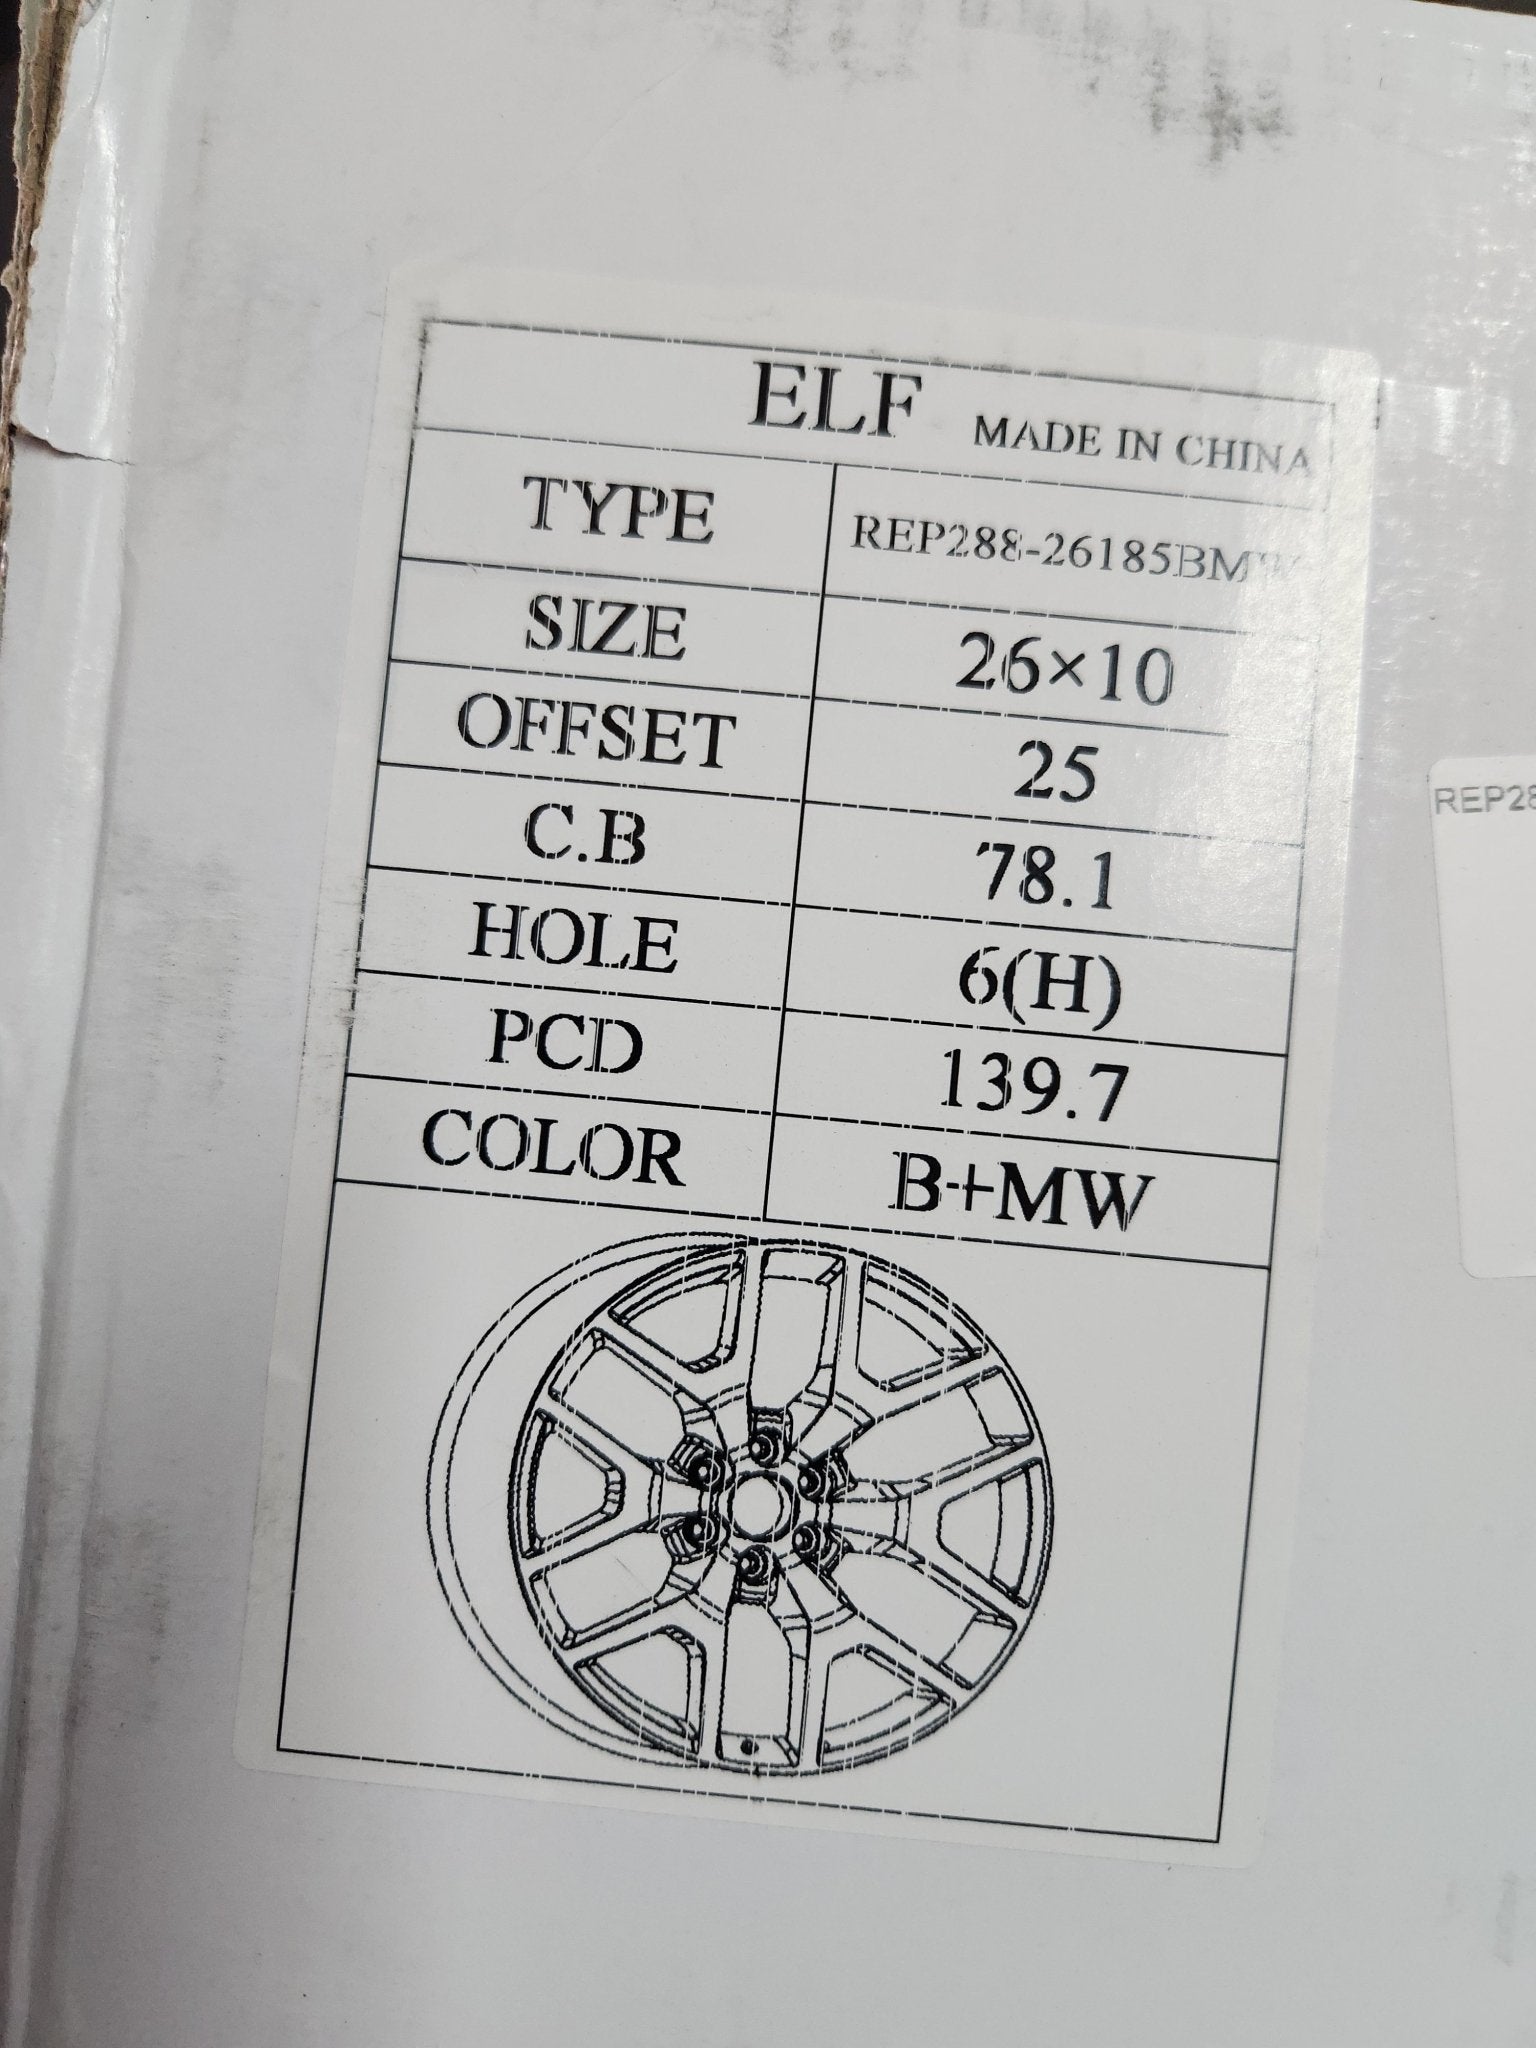 ELF MADE IN CHINA
TYPE REP288-26185BMW
SIZE 26×10
OFFSET 25
C.B 78.1
HOLE 6(H)
PCD 139.7
COLOR B+MW